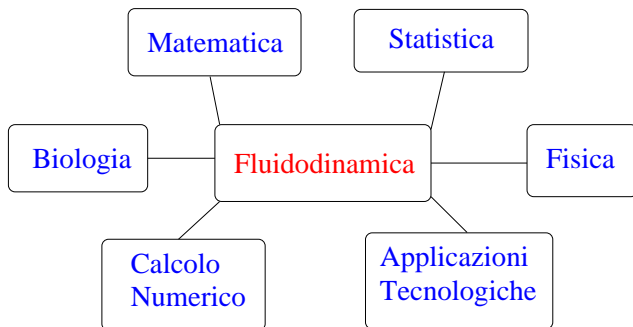 Matematica
Statistica
Biologia
Fluidodinamica
Fisica
Calcolo
Numerico
Applicazioni
Tecnologiche